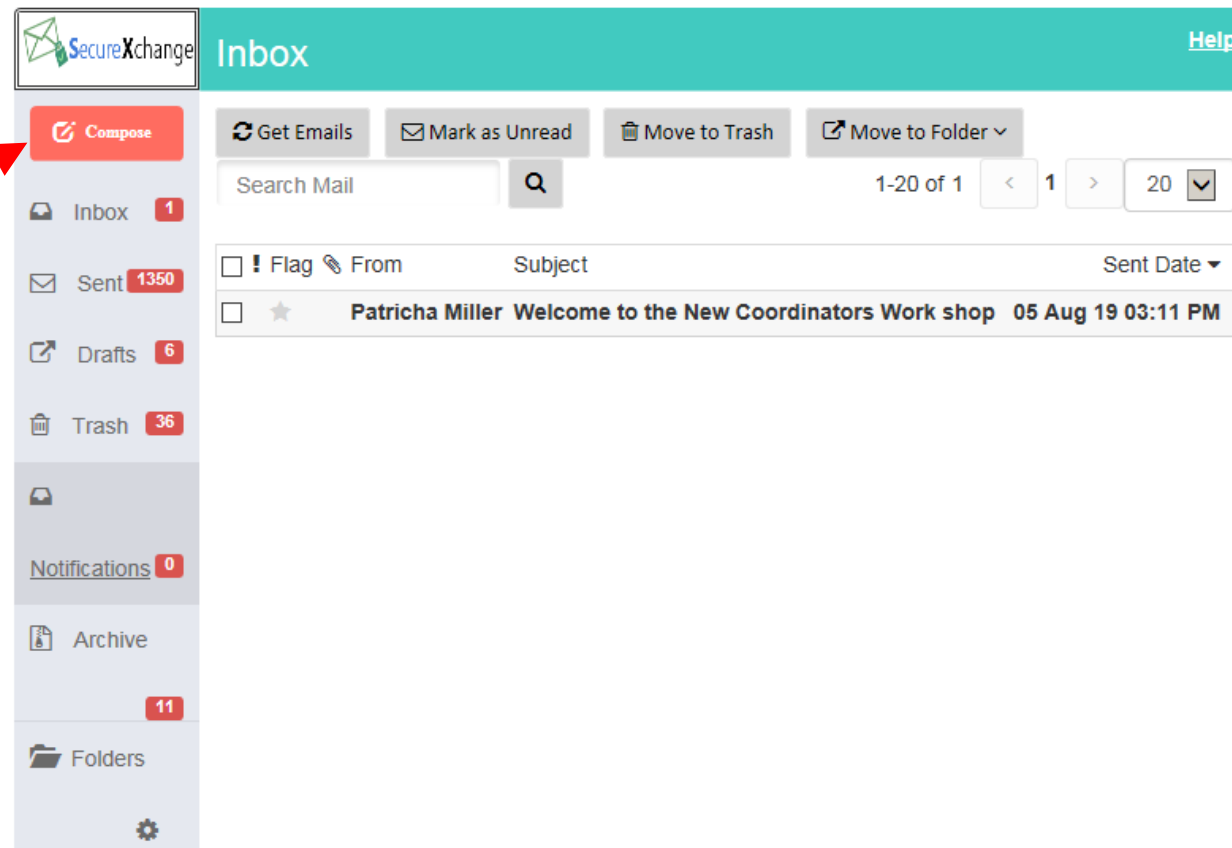 SecureXchange
Inbox
Help
Compose
Get Emails
Mark as Unread
Move to Trash
Move to Folder
Search Mail
1-20 of 1 < 1 > 20
Inbox 1
Sent 1350
Drafts 6
Trash 36
Notifications 0
Archive
11
Folders
! Flag From Subject Sent Date
Patricha Miller Welcome to the New Coordinators Work shop 05 Aug 19 03:11 PM